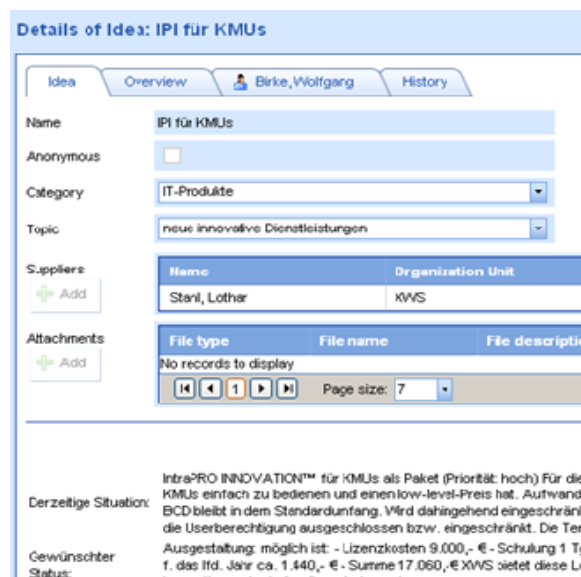 Details of Idea: IPI für KMUs
Idea Overview Birke, Wolfgang History
Name IPI für KMUs
Anonymous
Category IT-Produkte
Topic neue innovative Dienstleistungen
Suppliers Name Organization Unit
Add Stanl, Lothar XWS
Attachments File type File name File descripti
Add No records to display
1 Page size: 7
IntraPRO INNOVATION™ für KMUs als Paket (Priorität: hoch) Für die
KMUs einfach zu bedienen und einen low-level-Preis hat. Aufwand
Derzeitige Situation: BCD bleibt in dem Standardumfang. Wird dahingehend eingeschränk
die Userberechtigung ausgeschlossen bzw. eingeschränkt. Die Ter
Gewünschter Status: Ausgestaltung: möglich ist: - Lizenzkosten 9.000,- € - Schulung 1 Tg
f. das lfd. Jahr ca. 1.440,- € - Summe 17.060,-€ XWS bietet diese L